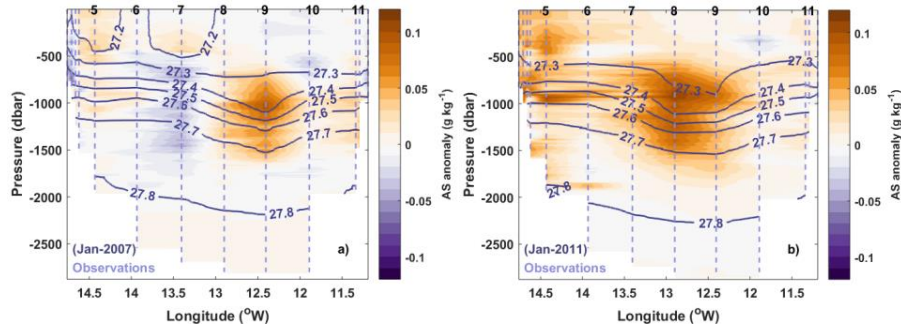 5 6 7 8 9 10 11
27.2 27.2
27.3 27.3
27.4 27.4
27.5 27.5
27.6 27.6
27.7 27.7
27.8 27.8
-500
-1000
-1500
-2000
-2500
Pressure (dbar)
(Jan-2007) a)
Observations
14.5 14 13.5 13 12.5 12 11.5
Longitude (°W)
0.1
0.05
0
-0.05
-0.1
AS anomaly (g kg⁻¹)
5 6 7 8 9 10 11
27.3 27.3 27.3
27.4 27.4
27.5 27.5
27.6 27.6
27.7 27.7
27.8 27.8
-500
-1000
-1500
-2000
-2500
Pressure (dbar)
(Jan-2011) b)
Observations
14.5 14 13.5 13 12.5 12 11.5
Longitude (°W)
0.1
0.05
0
-0.05
-0.1
AS anomaly (g kg⁻¹)